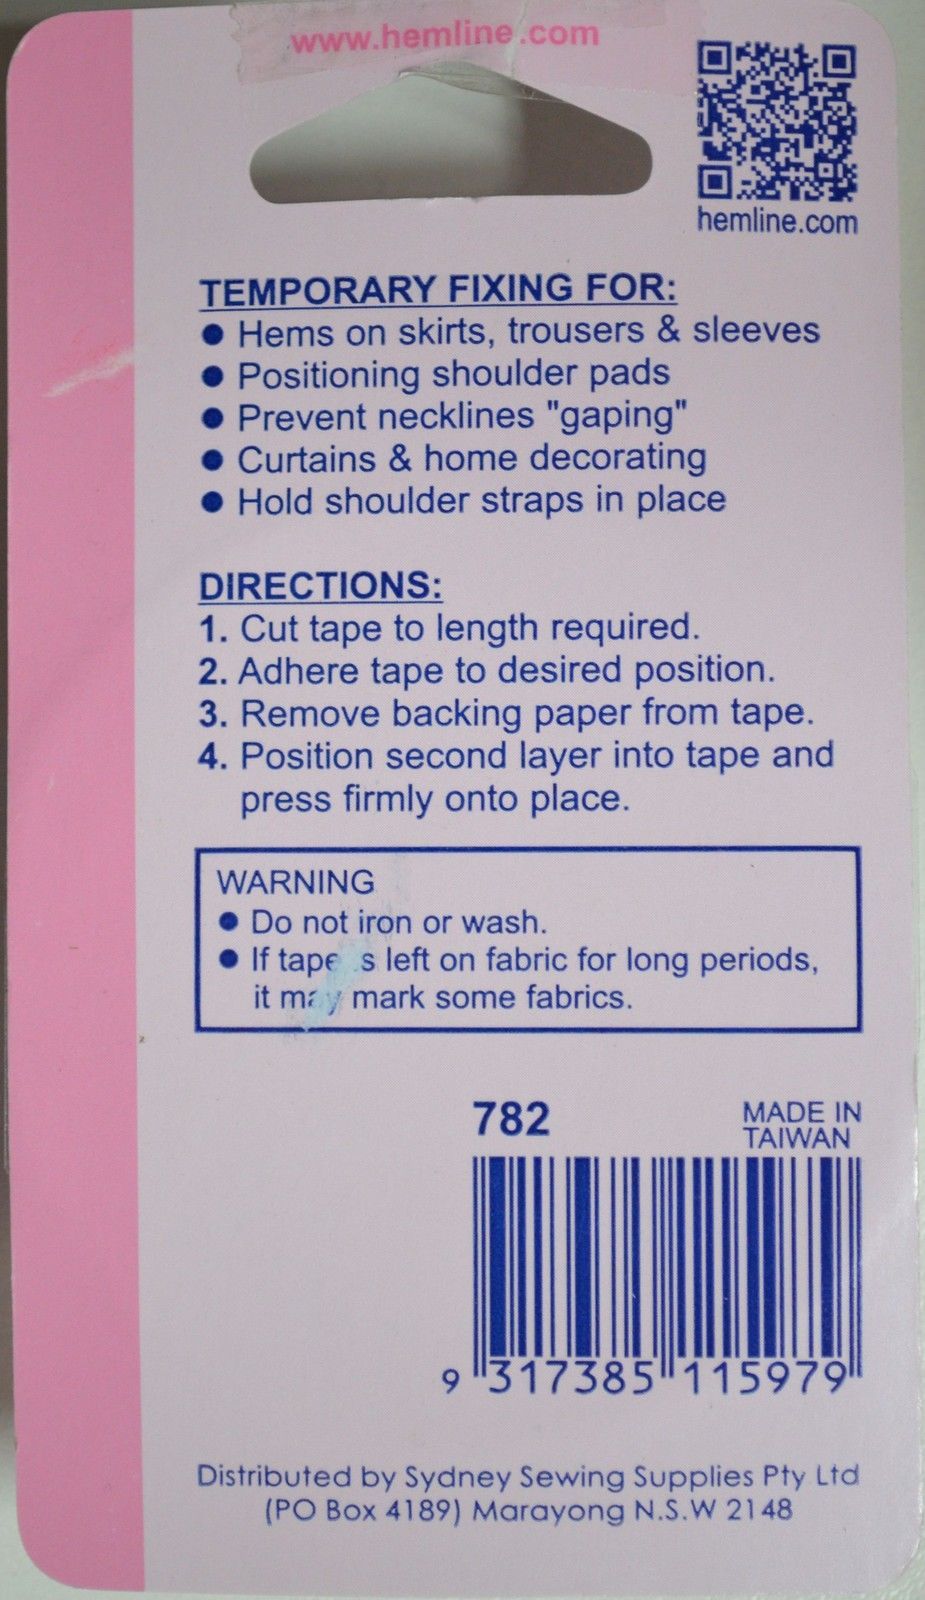 www.hemline.com
hemline.com
TEMPORARY FIXING FOR:
● Hems on skirts, trousers & sleeves
● Positioning shoulder pads
● Prevent necklines "gaping"
● Curtains & home decorating
● Hold shoulder straps in place
DIRECTIONS:
1. Cut tape to length required.
2. Adhere tape to desired position.
3. Remove backing paper from tape.
4. Position second layer into tape and
press firmly onto place.
WARNING
● Do not iron or wash.
● If tape is left on fabric for long periods,
it may mark some fabrics.
782
MADE IN
TAIWAN
9 317385 115979
Distributed by Sydney Sewing Supplies Pty Ltd
(PO Box 4189) Marayong N.S.W 2148